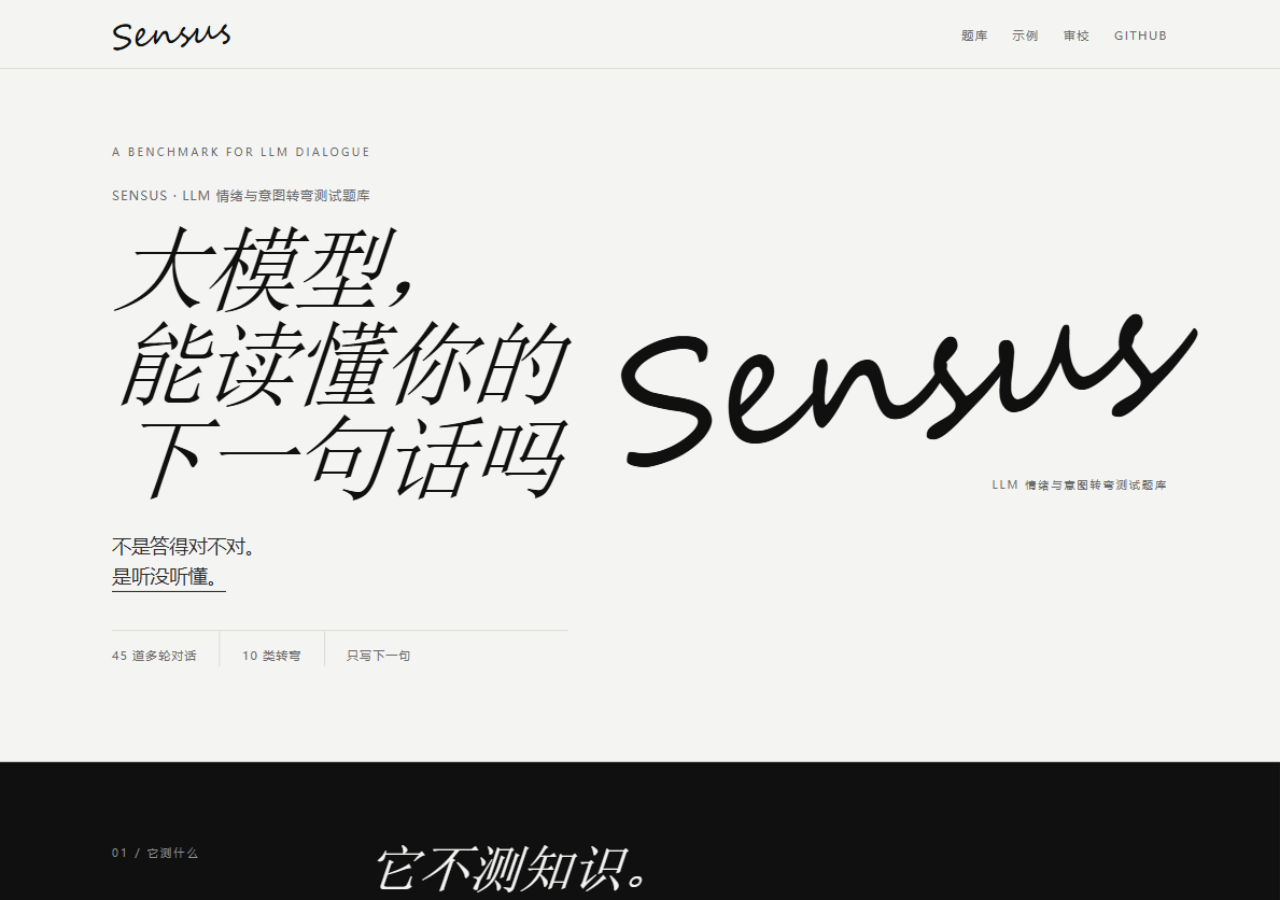 Sensus
题库 示例 审校 GITHUB
A BENCHMARK FOR LLM DIALOGUE
SENSUS · LLM 情绪与意图转弯测试题库
大模型，
能读懂你的
下一句话吗
Sensus
LLM 情绪与意图转弯测试题库
不是答得对不对。
是听没听懂。
45 道多轮对话 10 类转弯 只写下一句
01 / 它测什么
它不测知识。